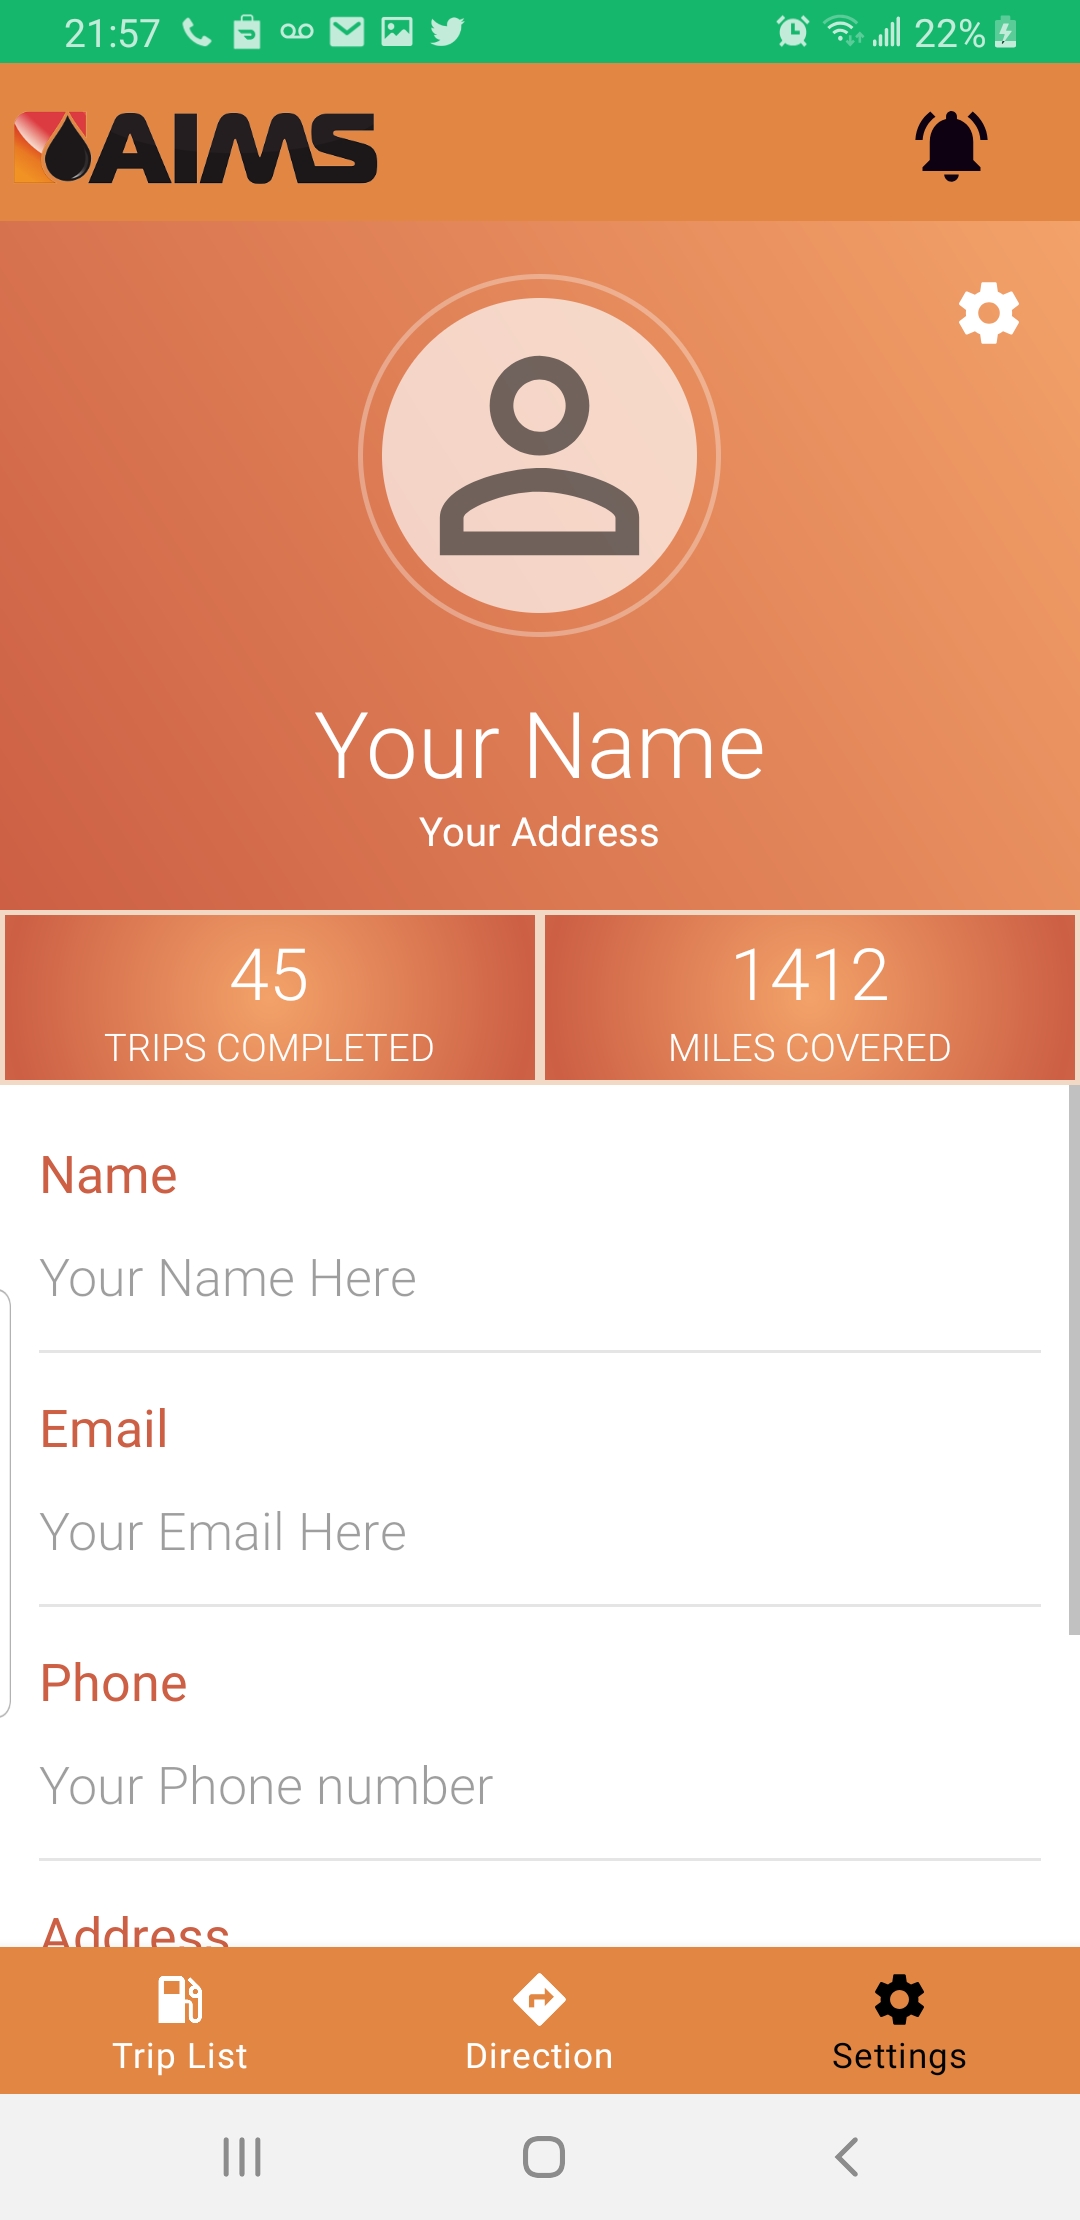 21:57
22%
AIMS
Your Name
Your Address
45
TRIPS COMPLETED
1412
MILES COVERED
Name
Your Name Here
Email
Your Email Here
Phone
Your Phone number
Address
Trip List
Direction
Settings